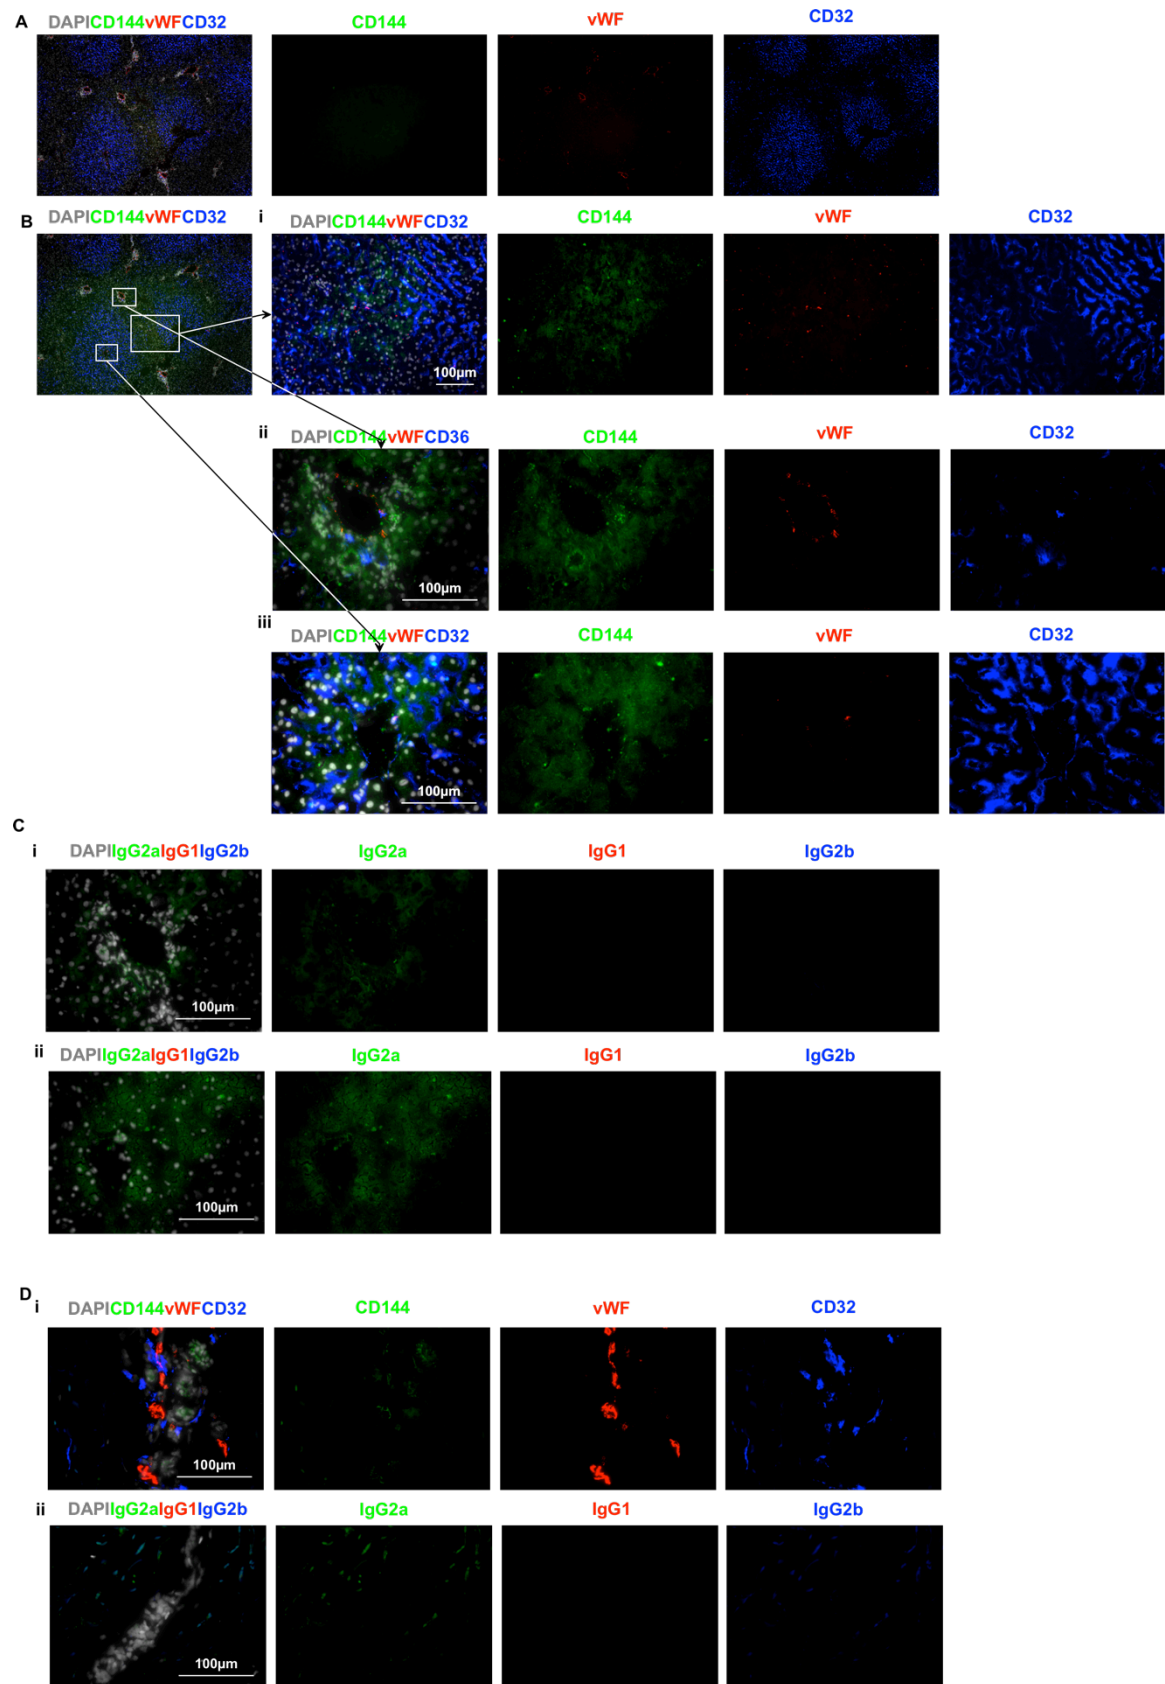 A
DAPICD144vWFCD32 CD144 vWF CD32
B
DAPICD144vWFCD32
i
DAPICD144vWFCD32 CD144 vWF CD32
100µm
ii
DAPICD144vWFCD36 CD144 vWF CD32
100µm
iii
DAPICD144vWFCD32 CD144 vWF CD32
100µm
C
i
DAPIIgG2aIgG1IgG2b IgG2a IgG1 IgG2b
100µm
ii
DAPIIgG2aIgG1IgG2b IgG2a IgG1 IgG2b
100µm
D
i
DAPICD144vWFCD32 CD144 vWF CD32
100µm
ii
DAPIIgG2aIgG1IgG2b IgG2a IgG1 IgG2b
100µm